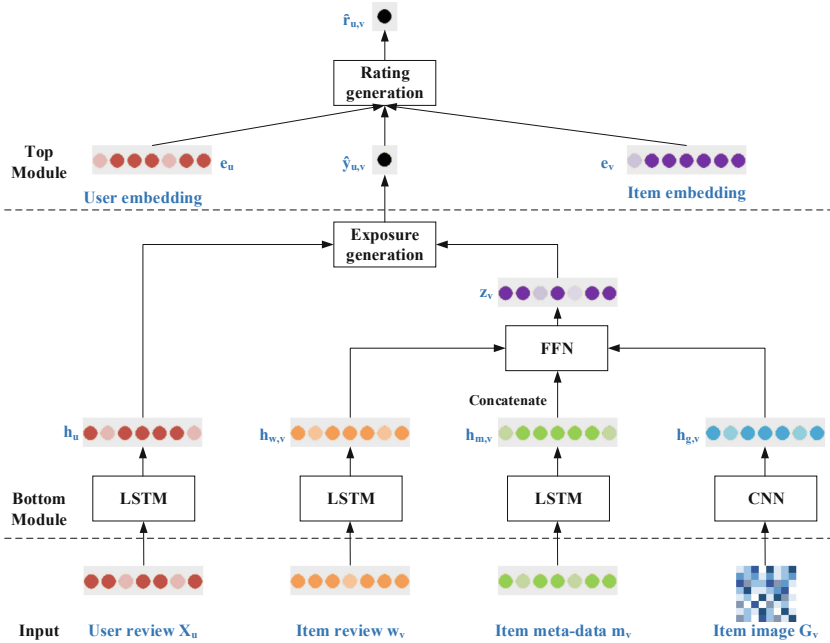 r̂u,v
Rating
generation
Top
Module
eu
ŷu,v
ev
User embedding
Item embedding
Exposure
generation
zv
FFN
Concatenate
hu
hw,v
hm,v
hg,v
Bottom
Module
LSTM
LSTM
LSTM
CNN
Input
User review Xu
Item review wv
Item meta-data mv
Item image Gv